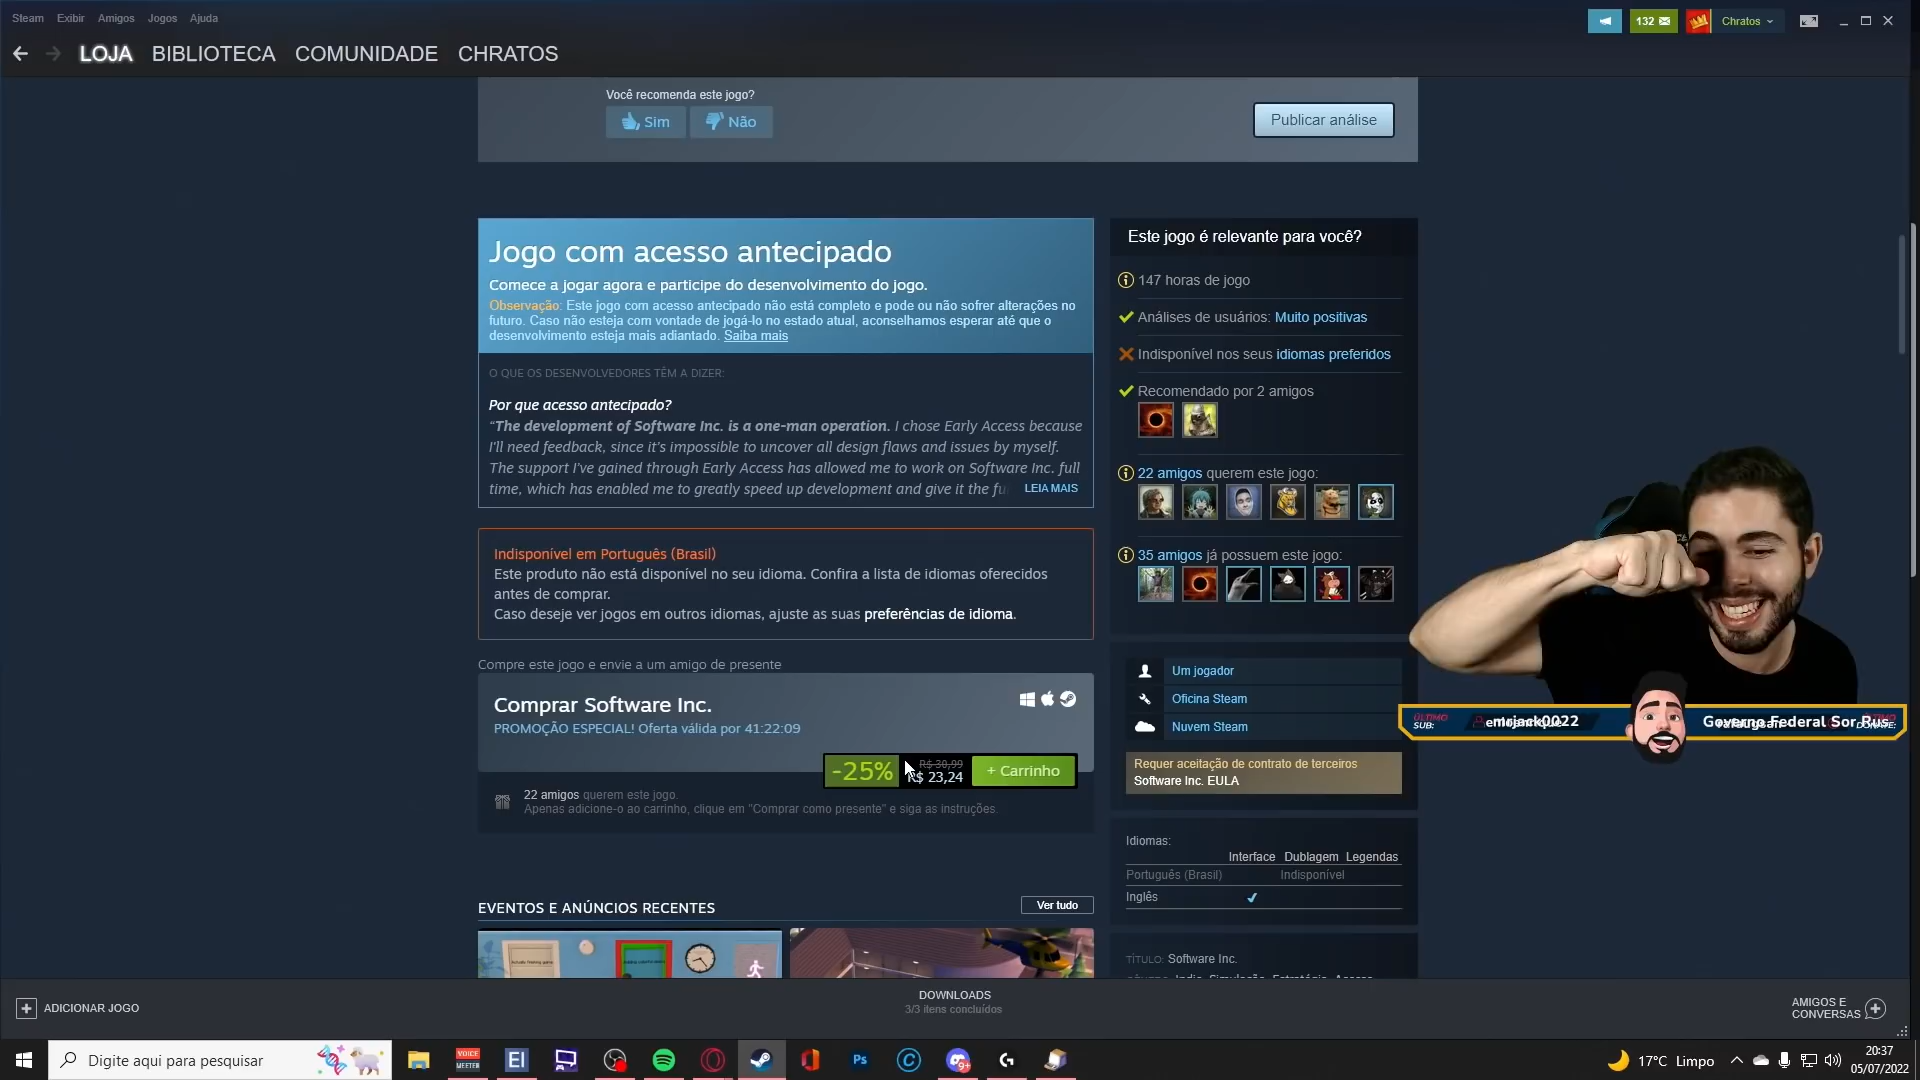 Steam Exibir Amigos Jogos Ajuda
132
Chratos
LOJA BIBLIOTECA COMUNIDADE CHRATOS
Você recomenda este jogo?
Sim Não
Publicar análise
Jogo com acesso antecipado
Comece a jogar agora e participe do desenvolvimento do jogo.
Observação: Este jogo com acesso antecipado não está completo e pode ou não sofrer alterações no
futuro. Caso não esteja com vontade de jogá-lo no estado atual, aconselhamos esperar até que o
desenvolvimento esteja mais adiantado. Saiba mais
O QUE OS DESENVOLVEDORES TÊM A DIZER:
Por que acesso antecipado?
“The development of Software Inc. is a one-man operation. I chose Early Access because
I'll need feedback, since it's impossible to uncover all design flaws and issues by myself.
The support I've gained through Early Access has allowed me to work on Software Inc. full
time, which has enabled me to greatly speed up development and give it the fu
LEIA MAIS
Indisponível em Português (Brasil)
Este produto não está disponível no seu idioma. Confira a lista de idiomas oferecidos
antes de comprar.
Caso deseje ver jogos em outros idiomas, ajuste as suas preferências de idioma.
Compre este jogo e envie a um amigo de presente
Comprar Software Inc.
PROMOÇÃO ESPECIAL! Oferta válida por 41:22:09
-25%
R$ 30,99
R$ 23,24
+ Carrinho
22 amigos querem este jogo.
Apenas adicione-o ao carrinho, clique em "Comprar como presente" e siga as instruções.
EVENTOS E ANÚNCIOS RECENTES
Ver tudo
Este jogo é relevante para você?
147 horas de jogo
Análises de usuários: Muito positivas
Indisponível nos seus idiomas preferidos
Recomendado por 2 amigos
22 amigos querem este jogo:
35 amigos já possuem este jogo:
Um jogador
Oficina Steam
Nuvem Steam
Requer aceitação de contrato de terceiros
Software Inc. EULA
Idiomas:
Interface Dublagem Legendas
Português (Brasil) Indisponível
Inglês
TÍTULO: Software Inc.
ÚLTIMO
SUB:
mojack0022
Governo Federal Sor Rus
ADICIONAR JOGO
DOWNLOADS
3/3 itens concluídos
AMIGOS E
CONVERSAS
Digite aqui para pesquisar
VOICE
MEETER
EI
Ps
9+
17°C Limpo
20:37
05/07/2022